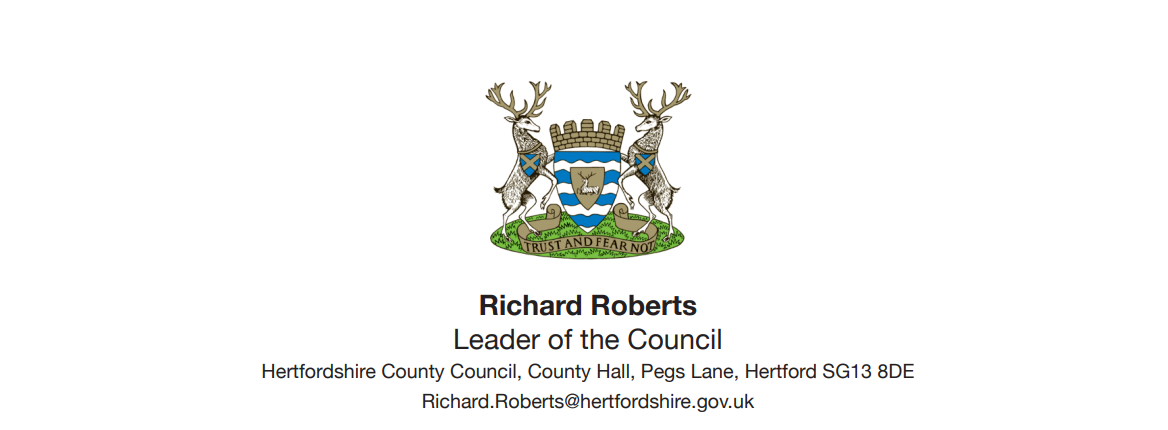 TRUST AND FEAR NOT
Richard Roberts
Leader of the Council
Hertfordshire County Council, County Hall, Pegs Lane, Hertford SG13 8DE
Richard.Roberts@hertfordshire.gov.uk